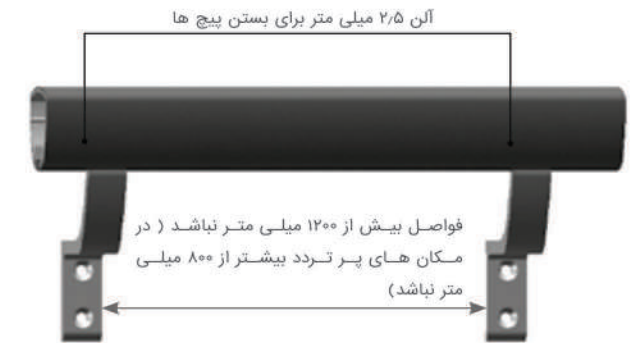 آلن ۲٫۵ میلی متر برای بستن پیچ ها
فواصل بیش از ۱۲۰۰ میلی متر نباشد ( در
مکان های پر تردد بیشتر از ۸۰۰ میلی
متر نباشد)